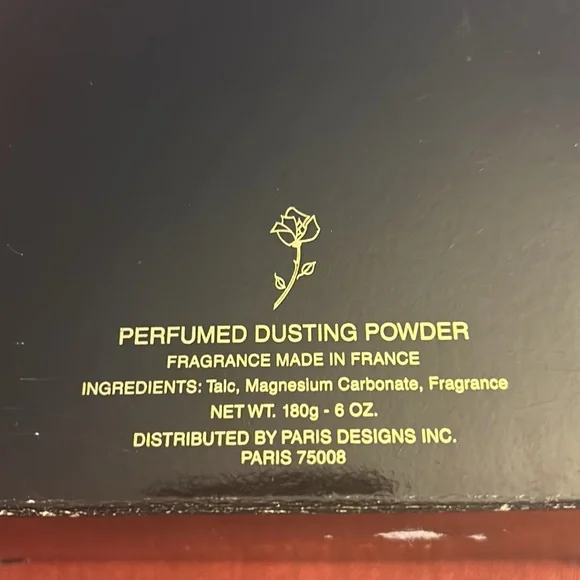 PERFUMED DUSTING POWDER
FRAGRANCE MADE IN FRANCE
INGREDIENTS: Talc, Magnesium Carbonate, Fragrance
NET WT. 180g - 6 OZ.
DISTRIBUTED BY PARIS DESIGNS INC.
PARIS 75008